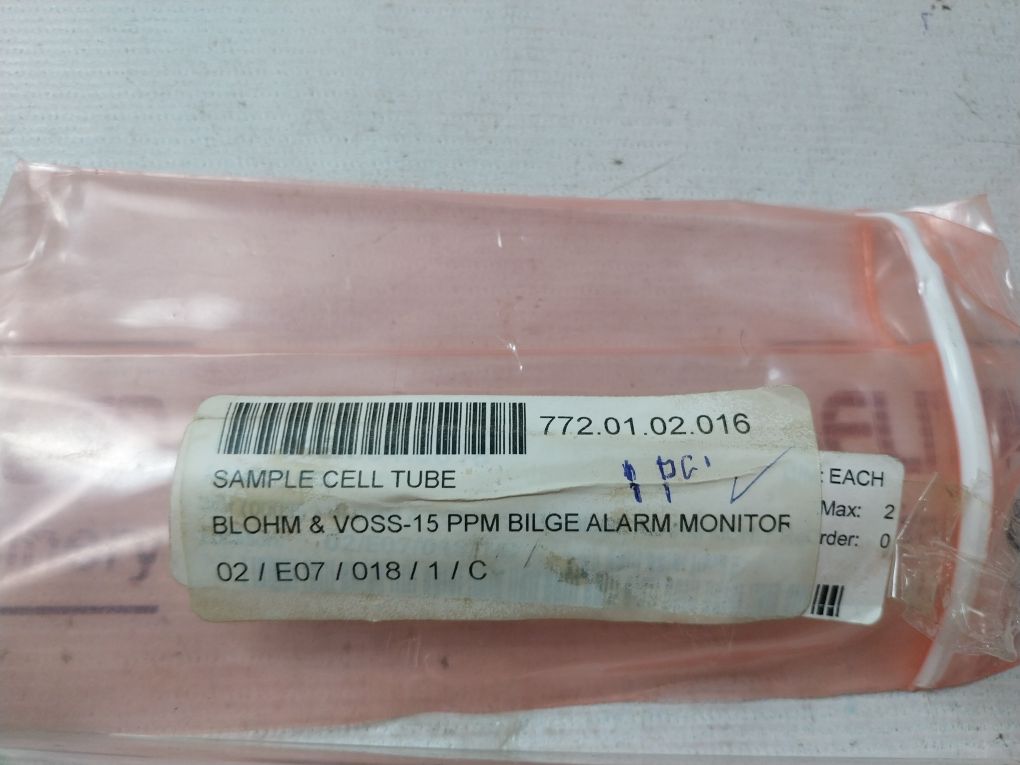 772.01.02.016
SAMPLE CELL TUBE
1 pc.
BLOHM & VOSS-15 PPM BILGE ALARM MONITOR
02 / E07 / 018 / 1 / C
: EACH
Max: 2
rder: 0